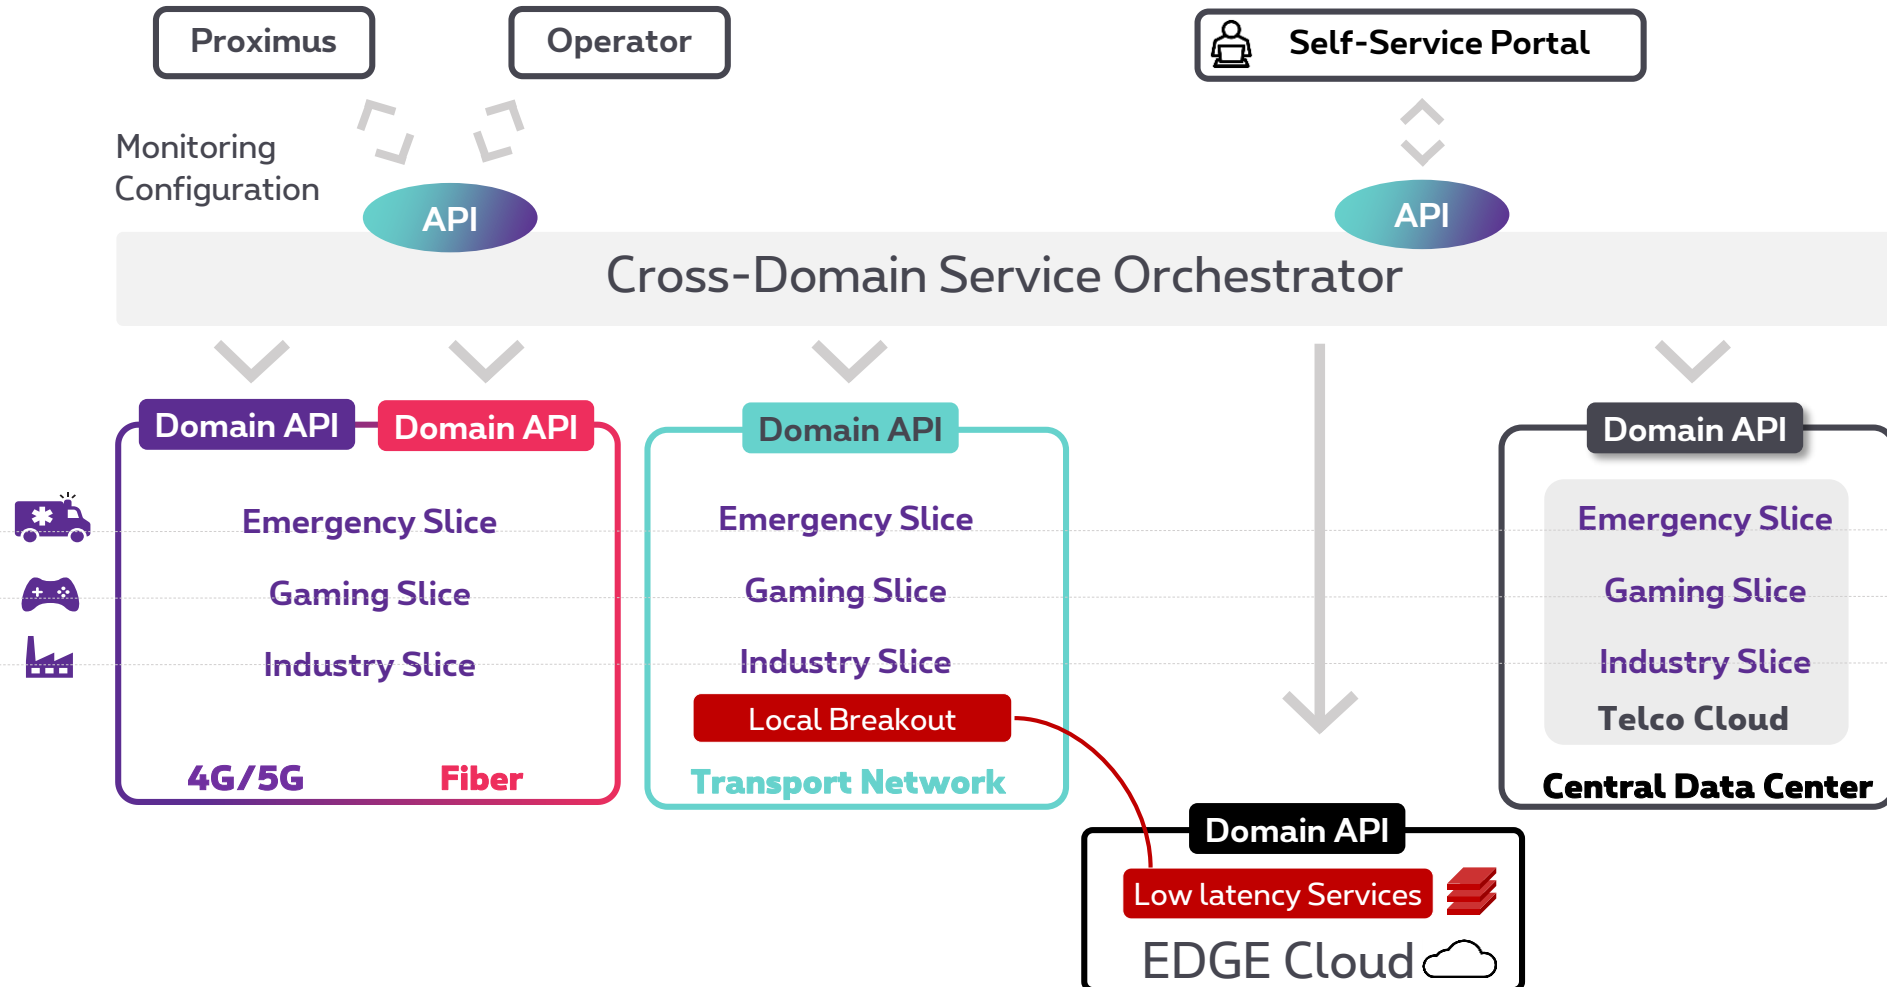 Proximus
Operator
Self-Service Portal
Monitoring
Configuration
API
API
Cross-Domain Service Orchestrator
Domain API
Domain API
Domain API
Domain API
Emergency Slice
Emergency Slice
Emergency Slice
Gaming Slice
Gaming Slice
Gaming Slice
Industry Slice
Industry Slice
Industry Slice
Local Breakout
Telco Cloud
4G/5G
Fiber
Transport Network
Central Data Center
Domain API
Low latency Services
EDGE Cloud